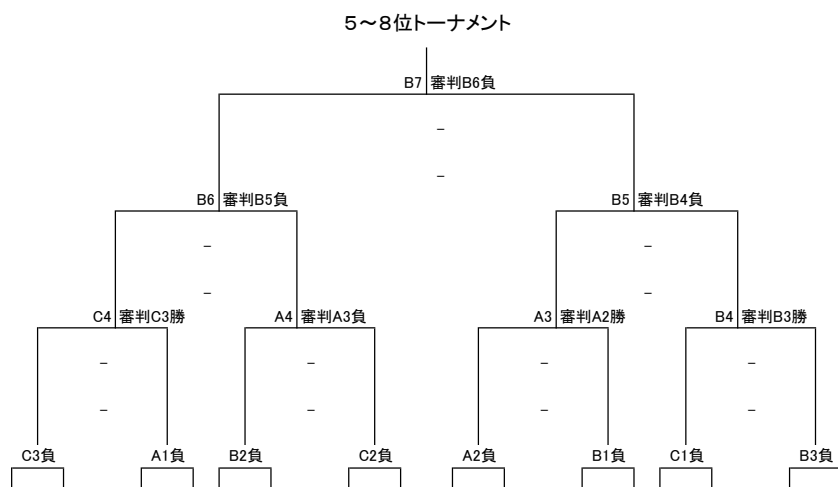 5～8位トーナメント
B7 審判B6負
–
–
B6 審判B5負 B5 審判B4負
– –
– –
C4 審判C3勝 A4 審判A3負 A3 審判A2勝 B4 審判B3勝
– – – –
– – – –
C3負 A1負 B2負 C2負 A2負 B1負 C1負 B3負